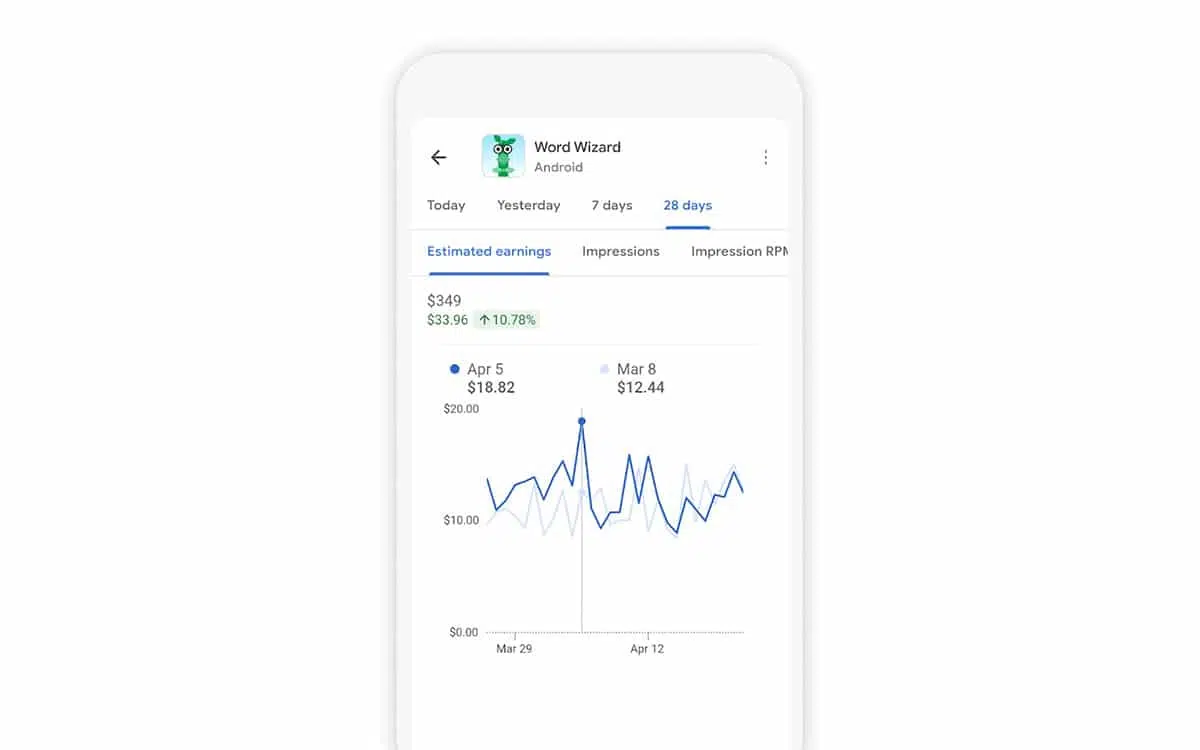 Word Wizard
Android
Today Yesterday 7 days 28 days
Estimated earnings Impressions Impression RPM
$349
$33.96 ↑ 10.78%
Apr 5 Mar 8
$18.82 $12.44
$20.00
$10.00
$0.00
Mar 29 Apr 12